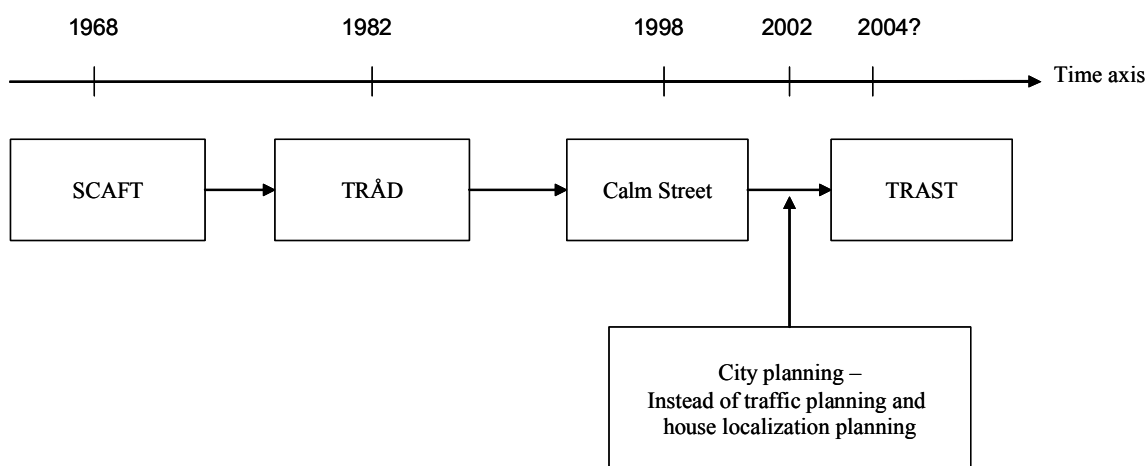 1968 1982 1998 2002 2004?
Time axis
SCAFT TRÅD Calm Street TRAST
City planning –
Instead of traffic planning and
house localization planning